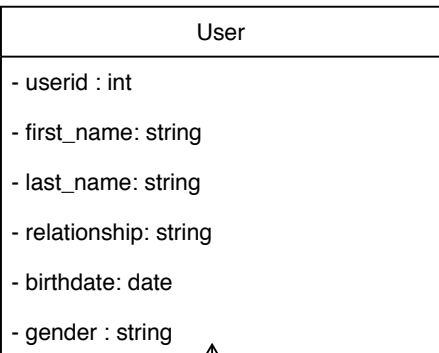 User
- userid : int
- first_name: string
- last_name: string
- relationship: string
- birthdate: date
- gender : string